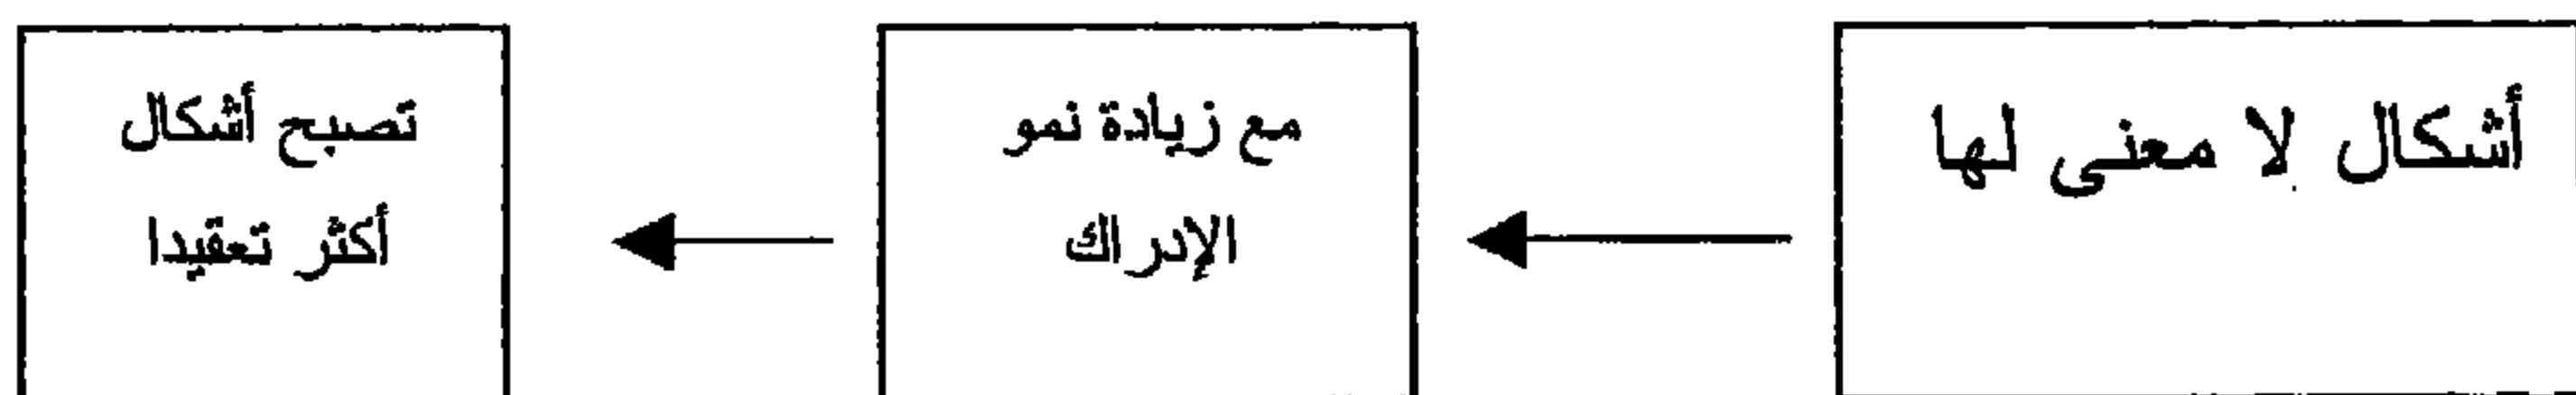 أشكال لا معنى لها
مع زيادة نمو
الإدراك
تصبح أشكال
أكثر تعقيدا